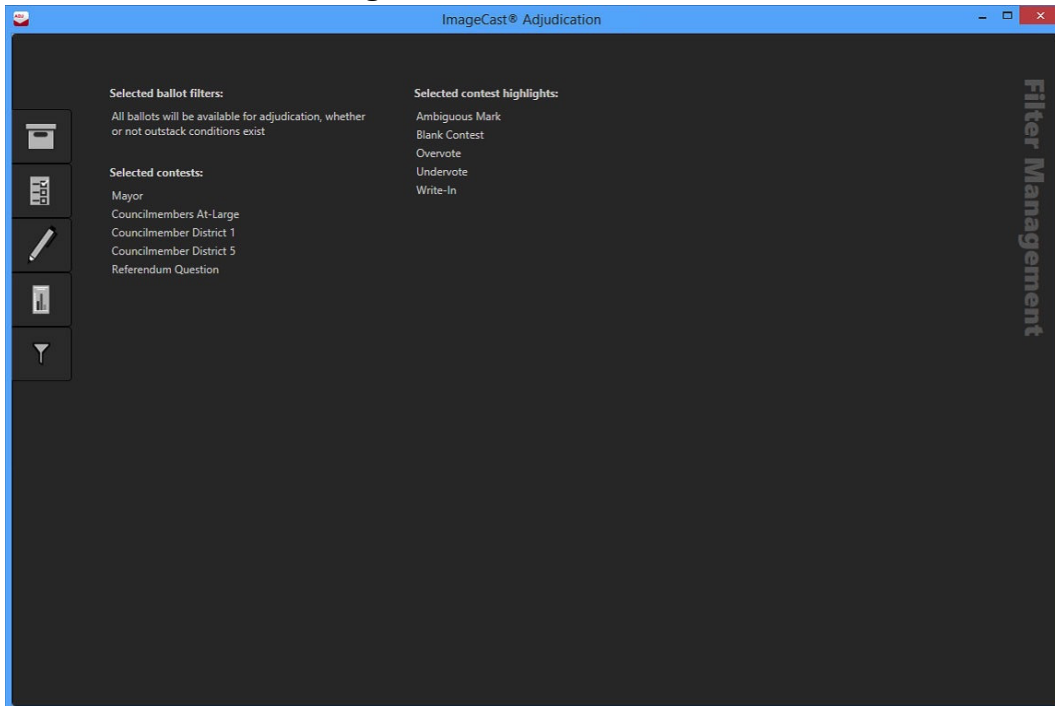 ImageCast® Adjudication
Selected ballot filters:
All ballots will be available for adjudication, whether
or not outstack conditions exist
Selected contests:
Mayor
Councilmembers At-Large
Councilmember District 1
Councilmember District 5
Referendum Question
Selected contest highlights:
Ambiguous Mark
Blank Contest
Overvote
Undervote
Write-In
Filter Management